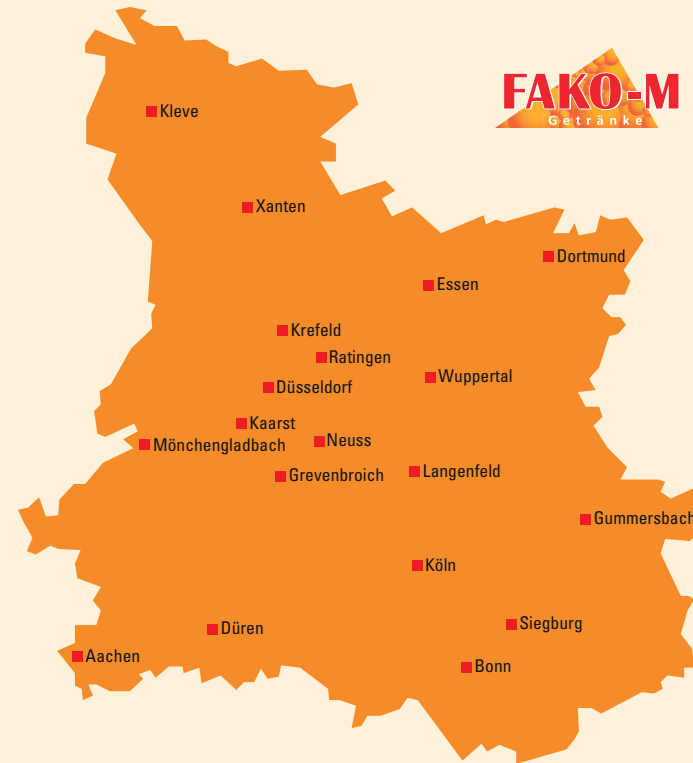 FAKO-M
Getränke
Kleve
Xanten
Dortmund
Essen
Krefeld
Ratingen
Wuppertal
Düsseldorf
Kaarst
Neuss
Mönchengladbach
Langenfeld
Grevenbroich
Gummersbach
Köln
Siegburg
Düren
Aachen
Bonn